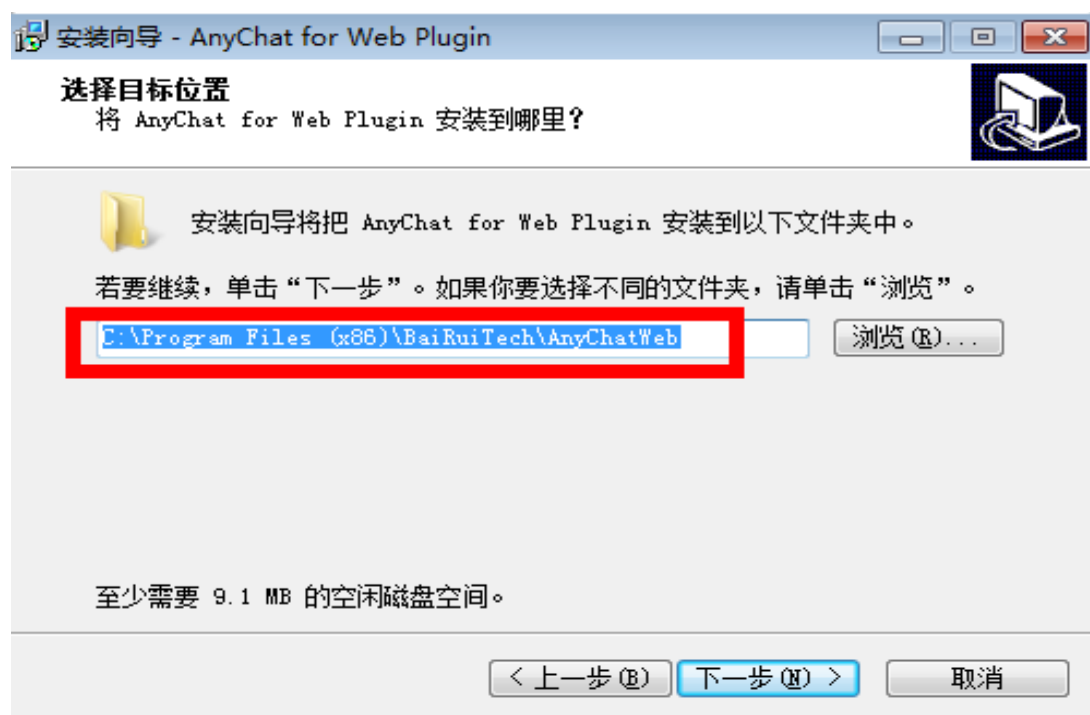 安装向导 - AnyChat for Web Plugin
选择目标位置
将 AnyChat for Web Plugin 安装到哪里?
安装向导将把 AnyChat for Web Plugin 安装到以下文件夹中。
若要继续，单击“下一步”。如果你要选择不同的文件夹，请单击“浏览”。
C:\Program Files (x86)\BaiRuiTech\AnyChatWeb 浏览(R)...
至少需要 9.1 MB 的空闲磁盘空间。
< 上一步(B) 下一步(N) > 取消